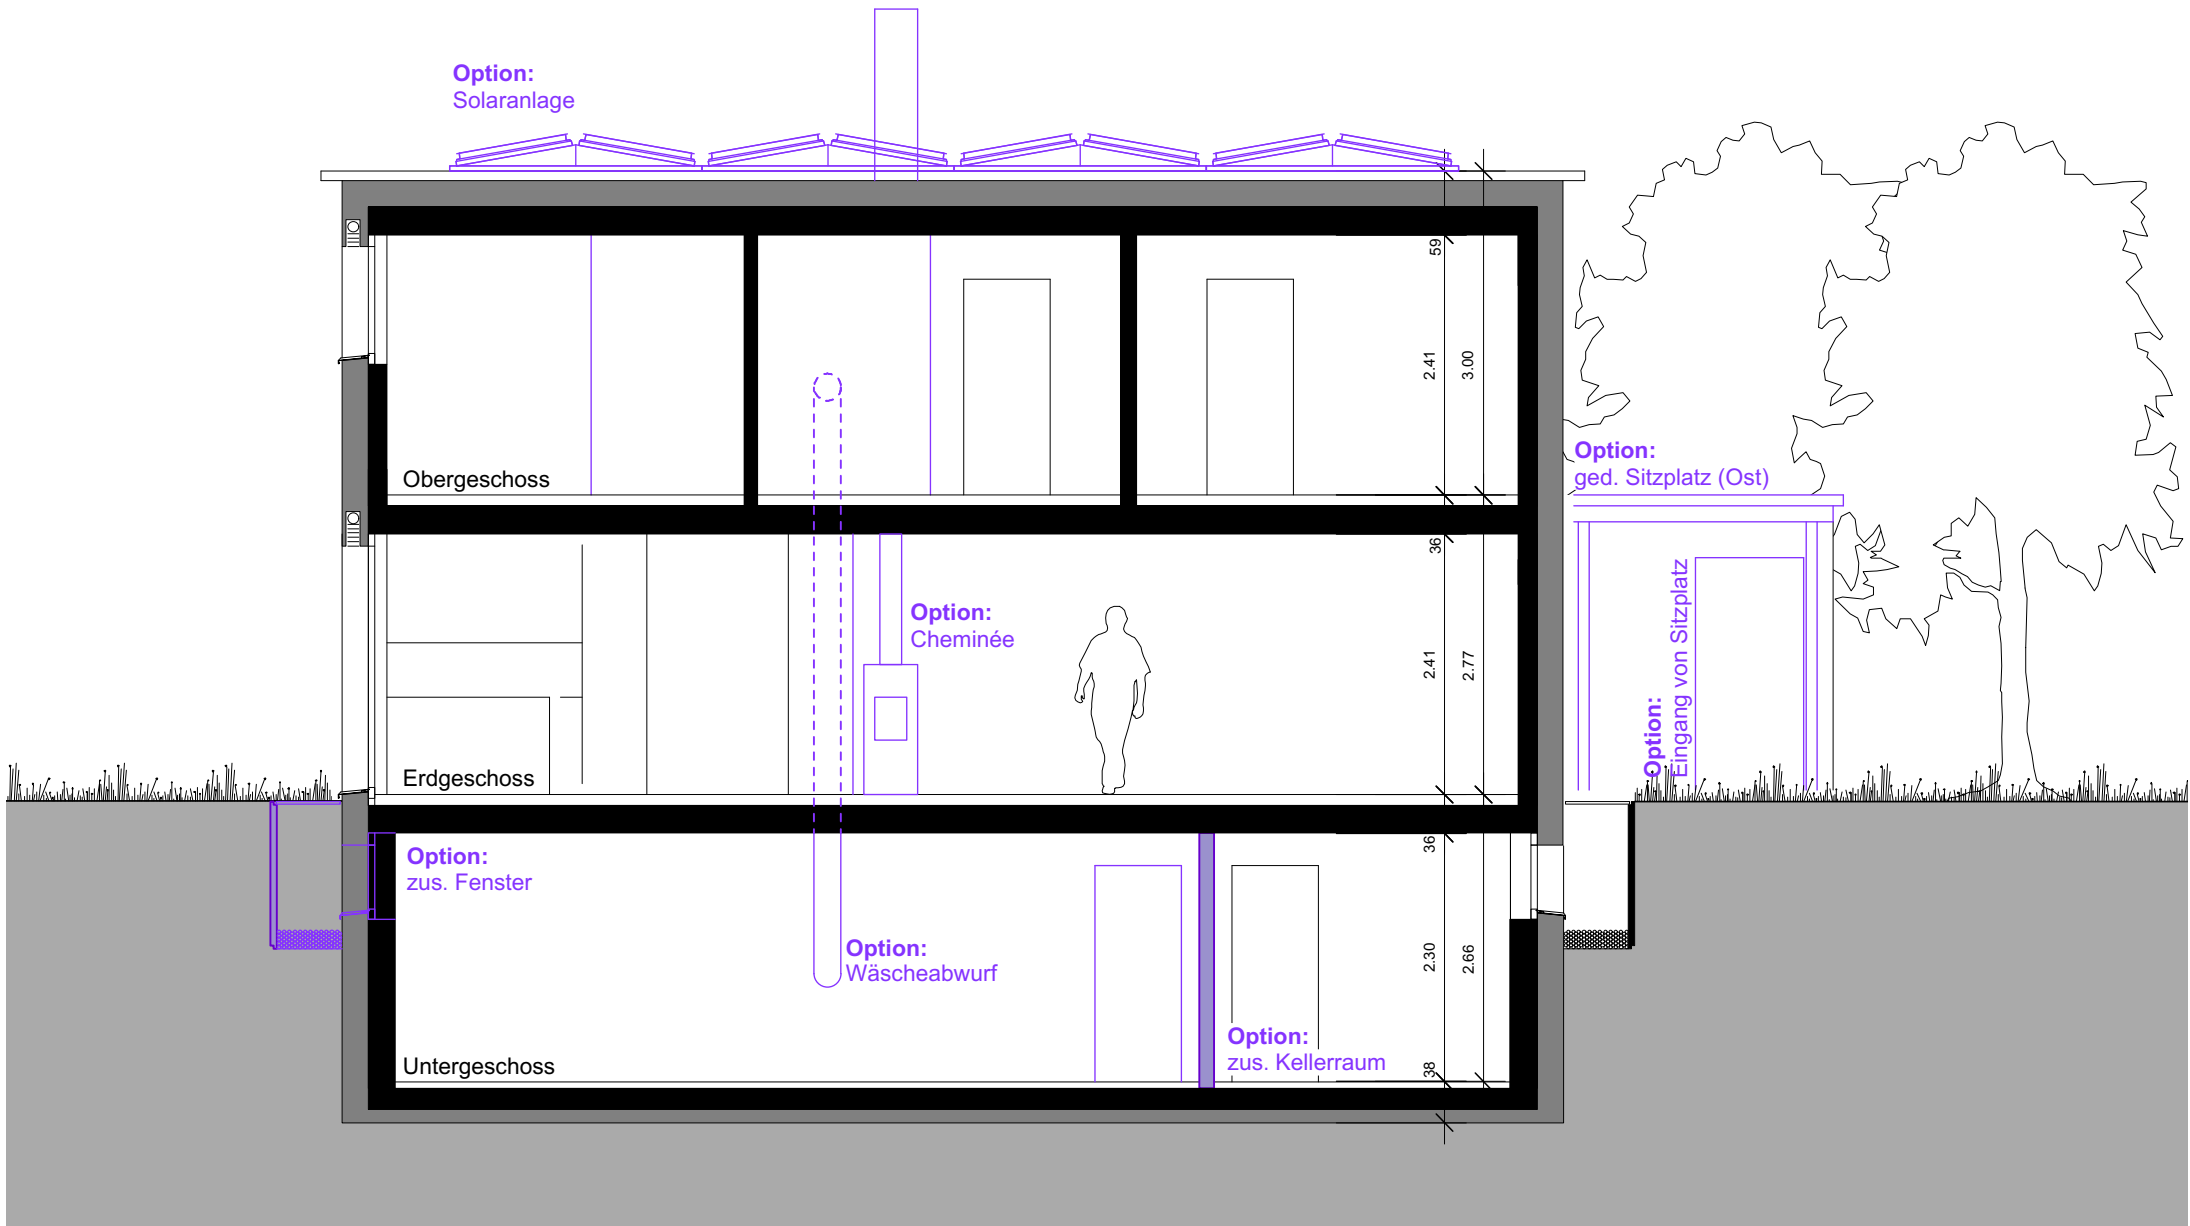 Option:
Solaranlage
59
2.41
3.00
Obergeschoss
Option:
ged. Sitzplatz (Ost)
36
Option:
Cheminée
2.41
2.77
Option:
Eingang von Sitzplatz
Erdgeschoss
36
Option:
zus. Fenster
Option:
Wäscheabwurf
2.30
2.66
Option:
zus. Kellerraum
Untergeschoss
38